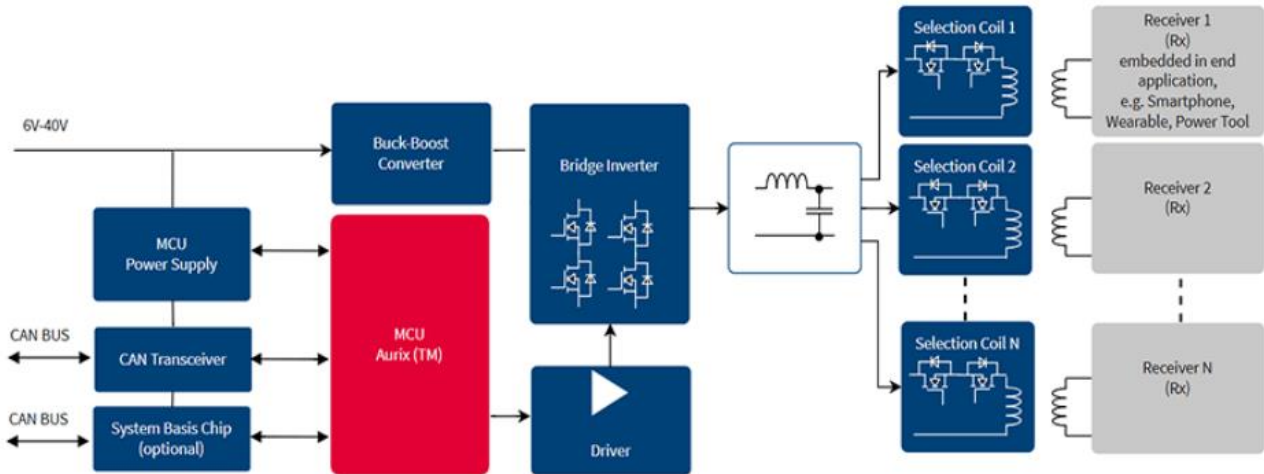 6V-40V
Buck-Boost
Converter
Bridge Inverter
MCU
Power Supply
MCU
Aurix (TM)
CAN BUS
CAN Transceiver
CAN BUS
System Basis Chip
(optional)
Driver
Selection Coil 1
Selection Coil 2
Selection Coil N
Receiver 1
(Rx)
embedded in end
application,
e.g. Smartphone,
Wearable, Power Tool
Receiver 2
(Rx)
Receiver N
(Rx)